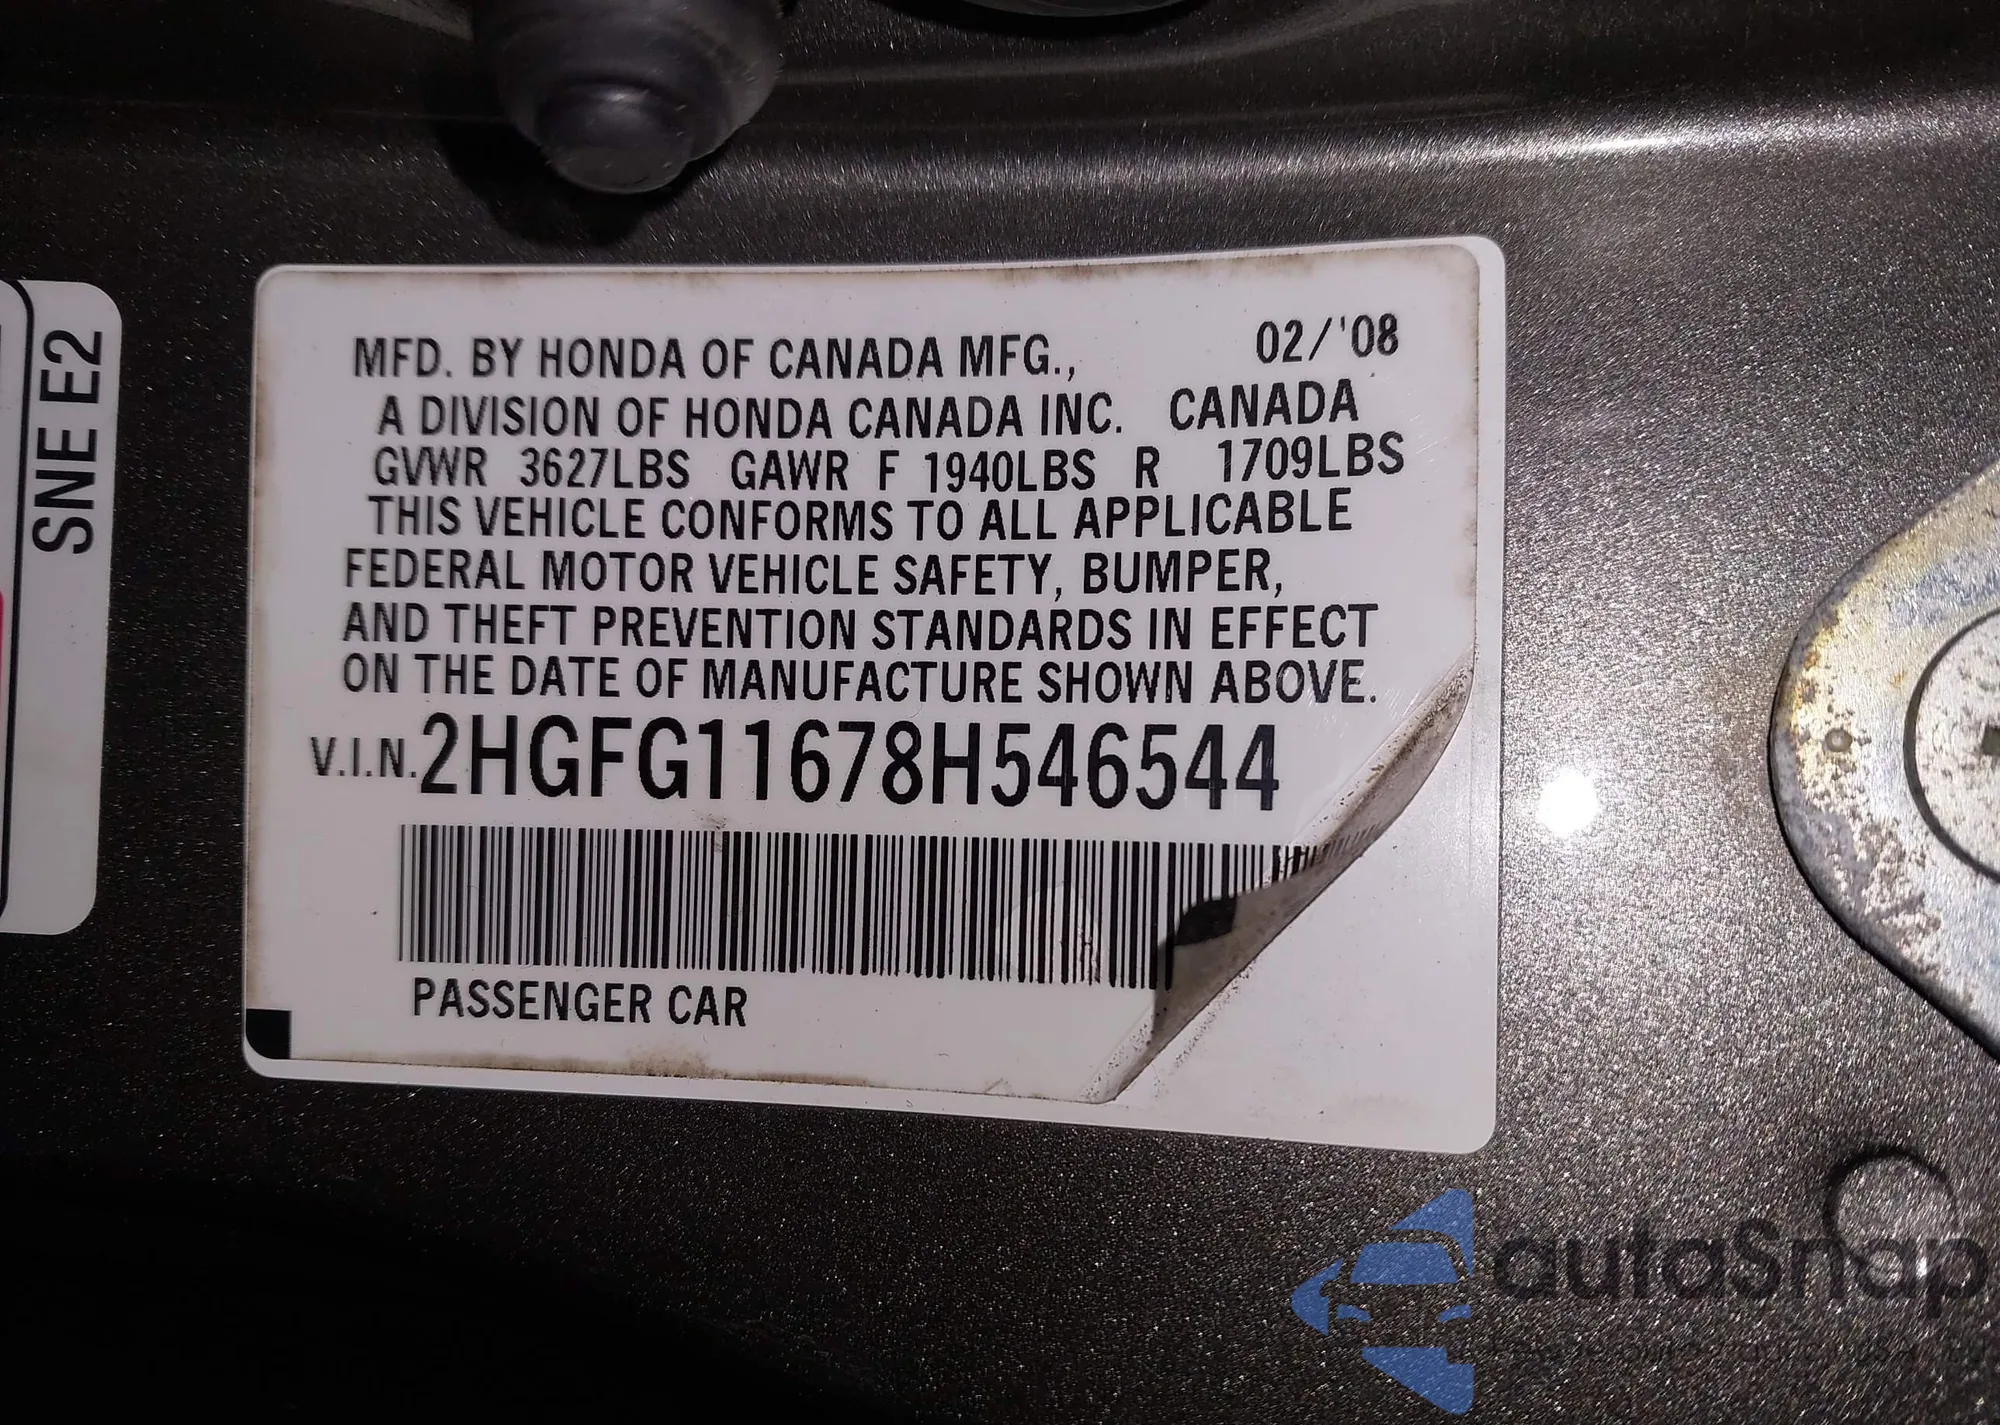 SNE E2
MFD. BY HONDA OF CANADA MFG., 02/'08
A DIVISION OF HONDA CANADA INC. CANADA
GVWR 3627LBS GAWR F 1940LBS R 1709LBS
THIS VEHICLE CONFORMS TO ALL APPLICABLE
FEDERAL MOTOR VEHICLE SAFETY, BUMPER,
AND THEFT PREVENTION STANDARDS IN EFFECT
ON THE DATE OF MANUFACTURE SHOWN ABOVE.
V.I.N. 2HGFG11678H546544
PASSENGER CAR
autaSnap